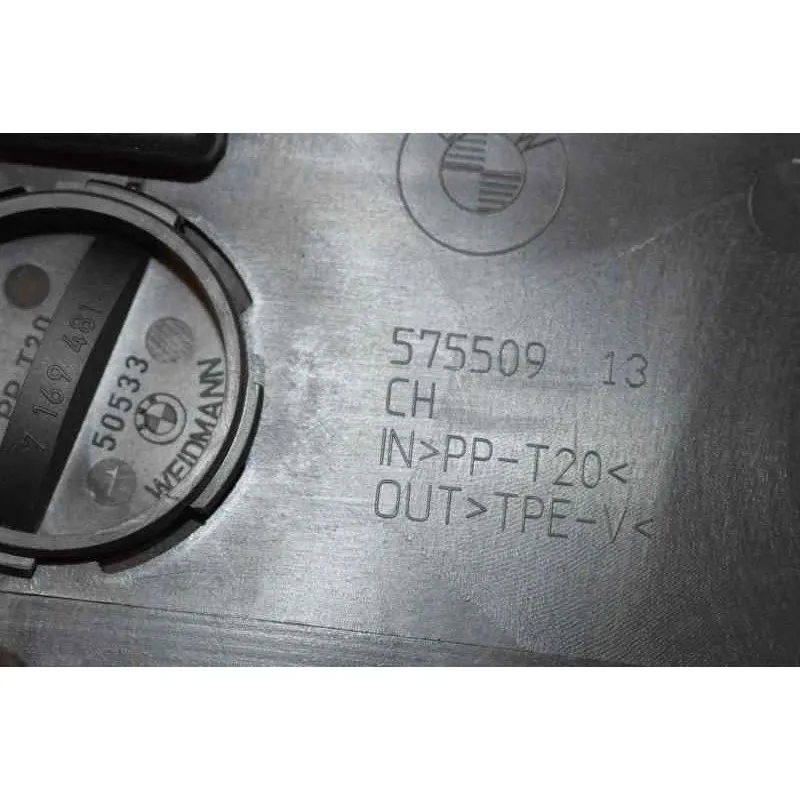 575509 13
CH
IN>PP-T20<
OUT>TPE-V<
PP-T20
7 169 481
50533
WEIDMANN